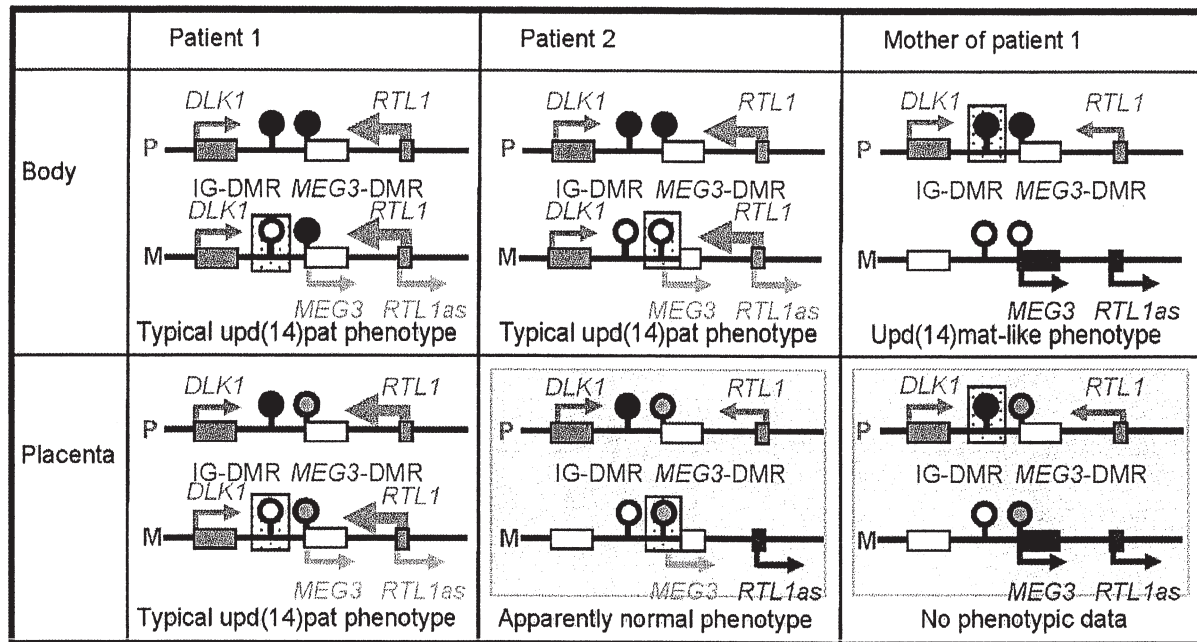 Patient 1 Patient 2 Mother of patient 1
Body
DLK1 RTL1 DLK1 RTL1 DLK1 RTL1
P P P
IG-DMR MEG3-DMR IG-DMR MEG3-DMR IG-DMR MEG3-DMR
DLK1 RTL1 DLK1 RTL1
M M M
MEG3 RTL1as MEG3 RTL1as MEG3 RTL1as
Typical upd(14)pat phenotype Typical upd(14)pat phenotype Upd(14)mat-like phenotype
Placenta
DLK1 RTL1 DLK1 RTL1 DLK1 RTL1
P P P
IG-DMR MEG3-DMR IG-DMR MEG3-DMR IG-DMR MEG3-DMR
DLK1 RTL1
M M M
MEG3 RTL1as MEG3 RTL1as MEG3 RTL1as
Typical upd(14)pat phenotype Apparently normal phenotype No phenotypic data